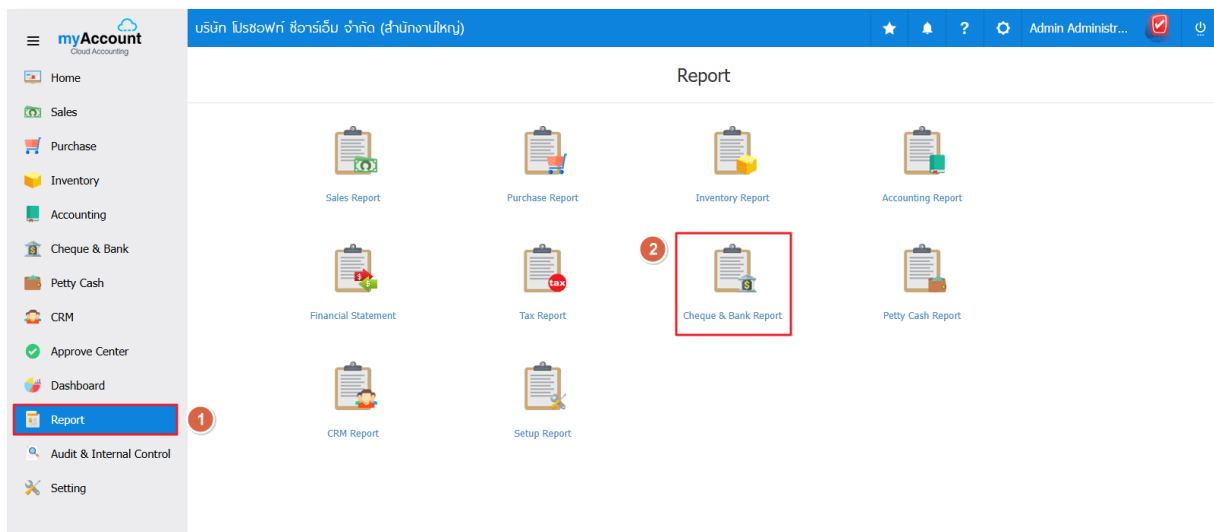 myAccount
Cloud Accounting
บริษัท โปรซอฟท์ ซีอาร์เอ็ม จำกัด (สำนักงานใหญ่)
?
Admin Administr...
Home
Sales
Purchase
Inventory
Accounting
Cheque & Bank
Petty Cash
CRM
Approve Center
Dashboard
Report
1
Audit & Internal Control
Setting
Report
Sales Report
Purchase Report
Inventory Report
Accounting Report
2
Financial Statement
tax
Tax Report
Cheque & Bank Report
Petty Cash Report
CRM Report
Setup Report